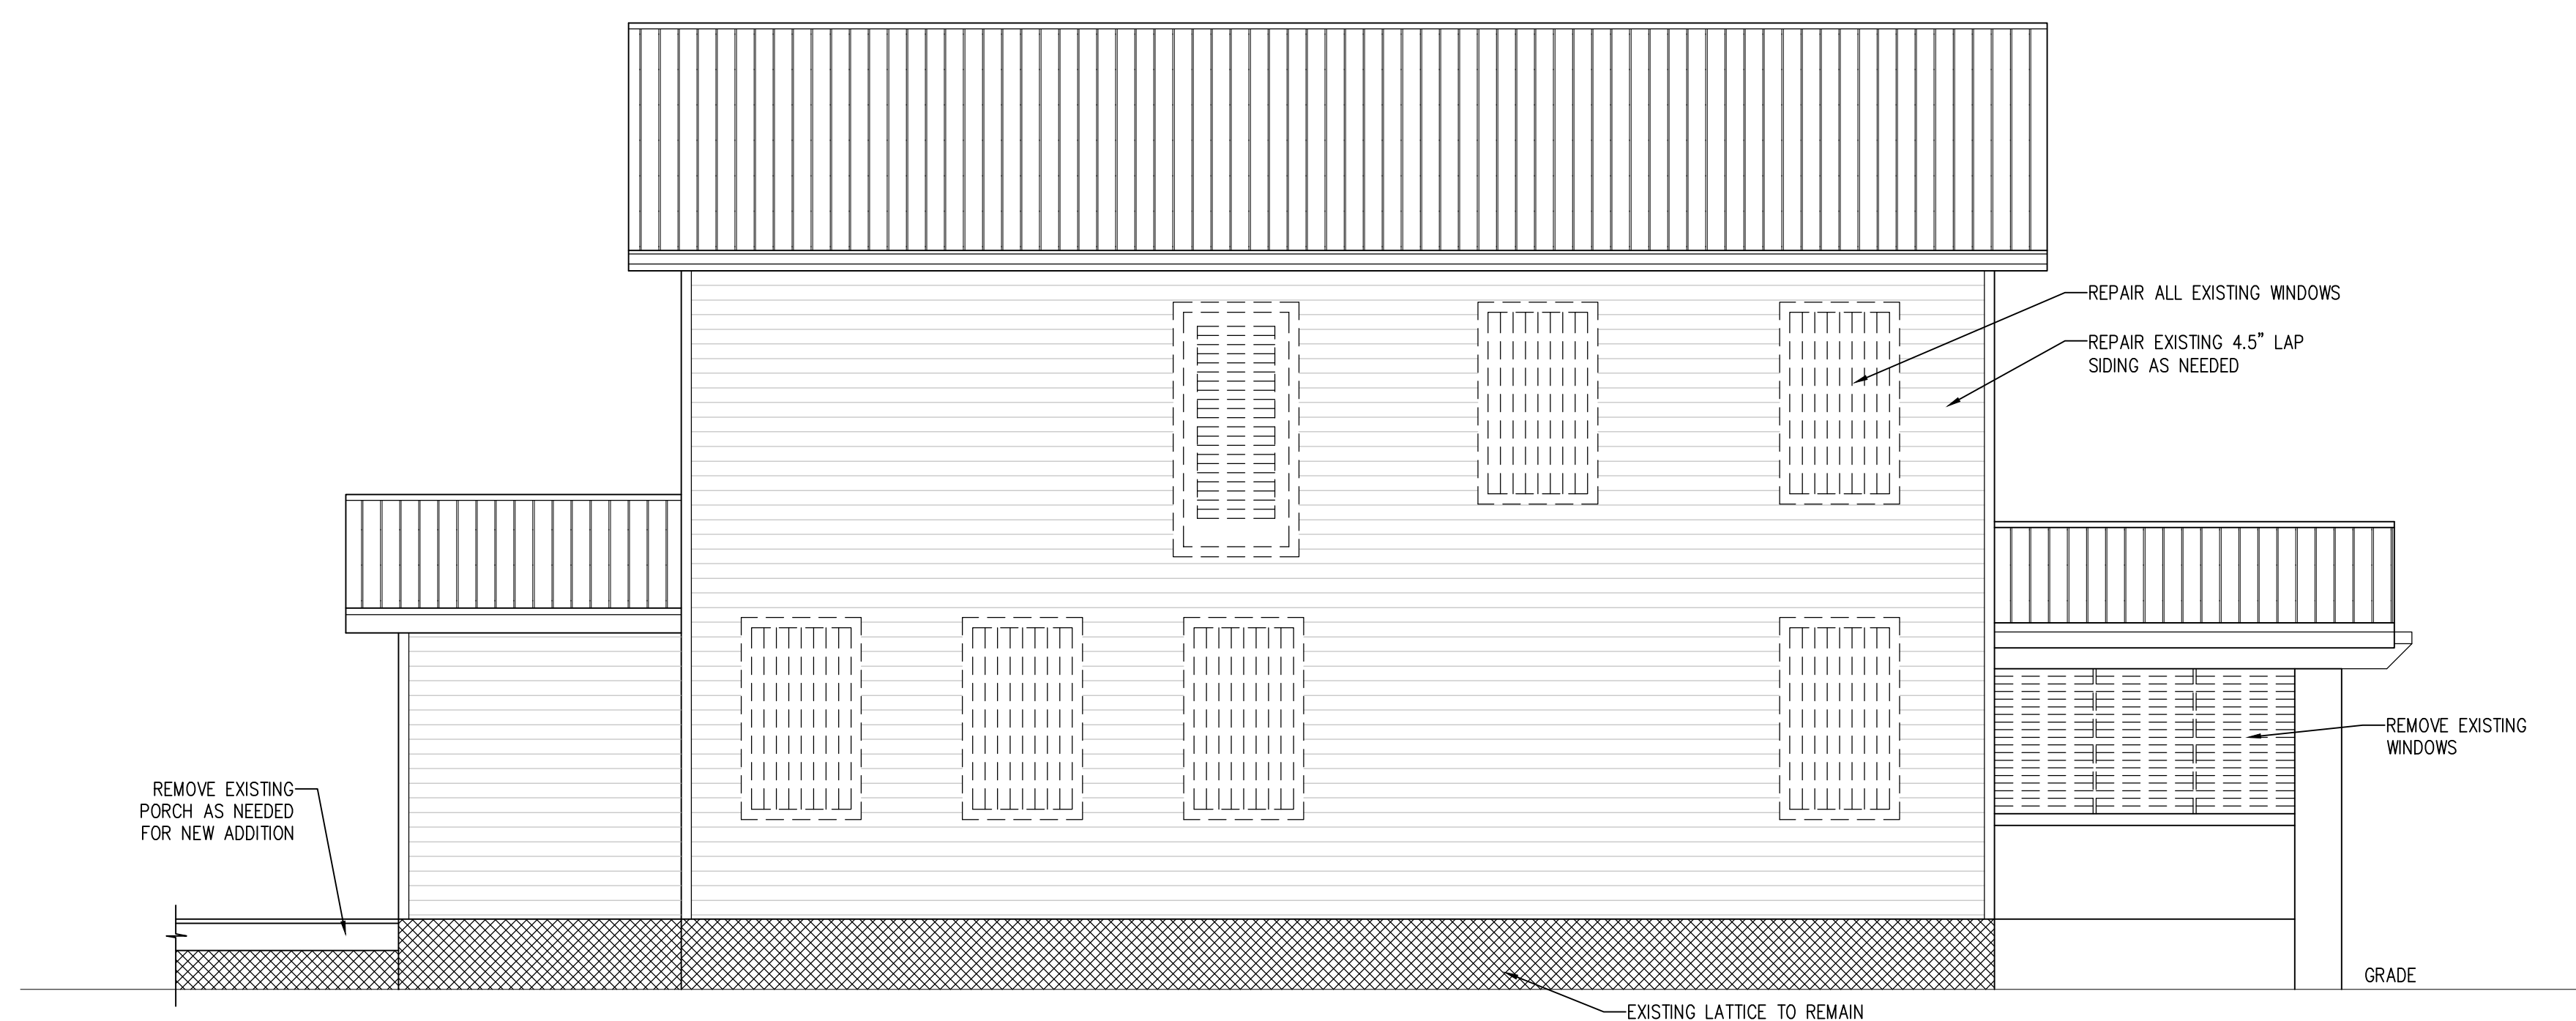 REPAIR ALL EXISTING WINDOWS
REPAIR EXISTING 4.5” LAP
SIDING AS NEEDED
REMOVE EXISTING
WINDOWS
REMOVE EXISTING
PORCH AS NEEDED
FOR NEW ADDITION
GRADE
EXISTING LATTICE TO REMAIN